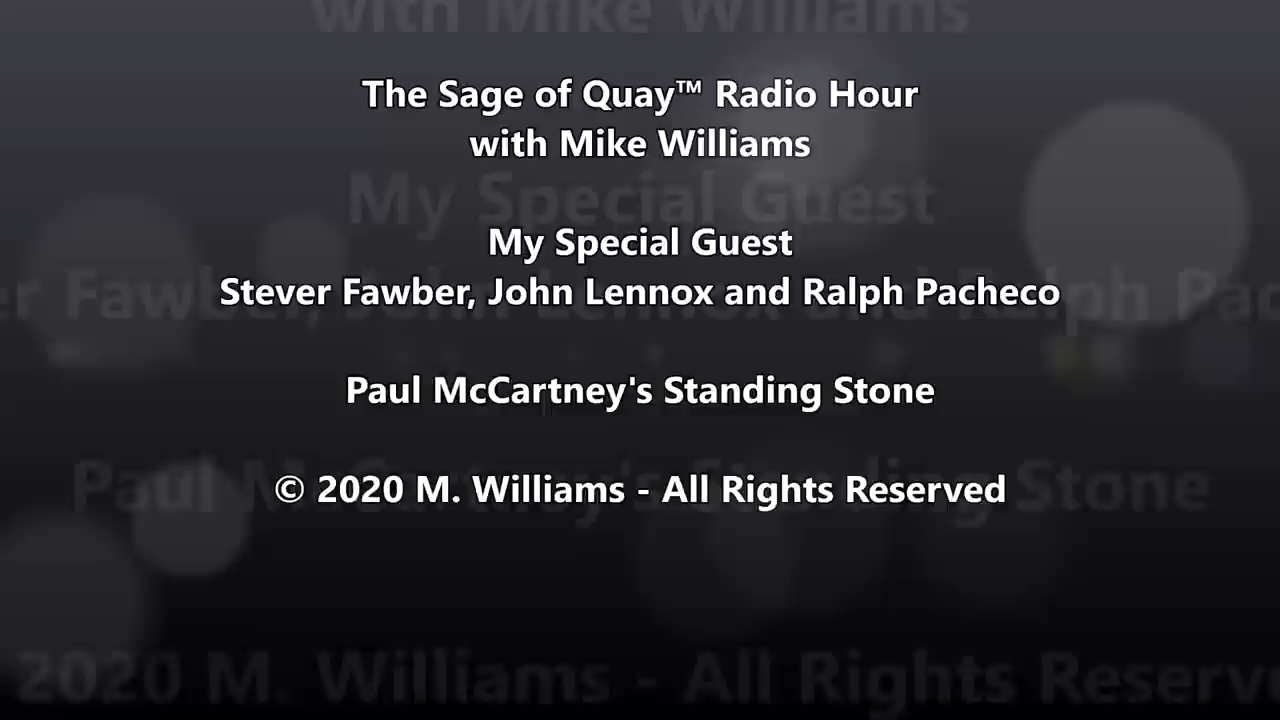 The Sage of Quay™ Radio Hour
with Mike Williams
My Special Guest
Stever Fawber, John Lennox and Ralph Pacheco
Paul McCartney's Standing Stone
© 2020 M. Williams - All Rights Reserved